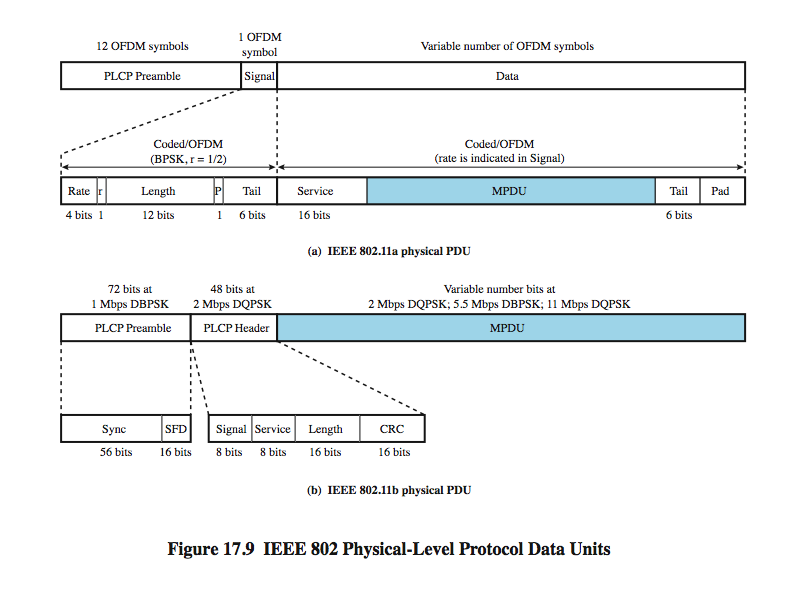 12 OFDM symbols
1 OFDM
symbol
Variable number of OFDM symbols
PLCP Preamble
Signal
Data
Coded/OFDM
(BPSK, r = 1/2)
Coded/OFDM
(rate is indicated in Signal)
Rate
r
Length
P
Tail
Service
MPDU
Tail
Pad
4 bits
1
12 bits
1
6 bits
16 bits
6 bits
(a) IEEE 802.11a physical PDU
72 bits at
1 Mbps DBPSK
48 bits at
2 Mbps DQPSK
Variable number bits at
2 Mbps DQPSK; 5.5 Mbps DBPSK; 11 Mbps DQPSK
PLCP Preamble
PLCP Header
MPDU
Sync
SFD
Signal
Service
Length
CRC
56 bits
16 bits
8 bits
8 bits
16 bits
16 bits
(b) IEEE 802.11b physical PDU
Figure 17.9 IEEE 802 Physical-Level Protocol Data Units